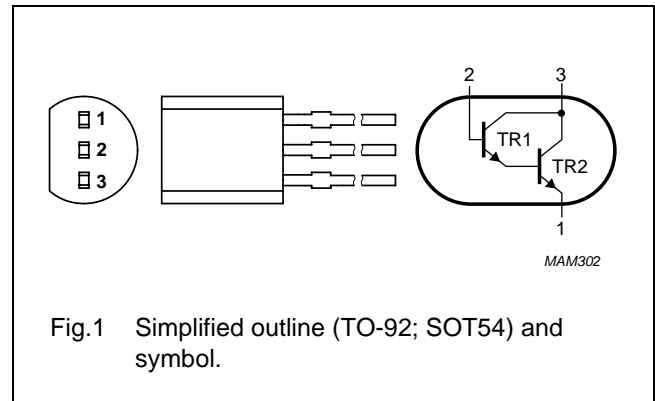 1
2
3
2 3
TR1
TR2
1
MAM302
Fig.1 Simplified outline (TO-92; SOT54) and
symbol.